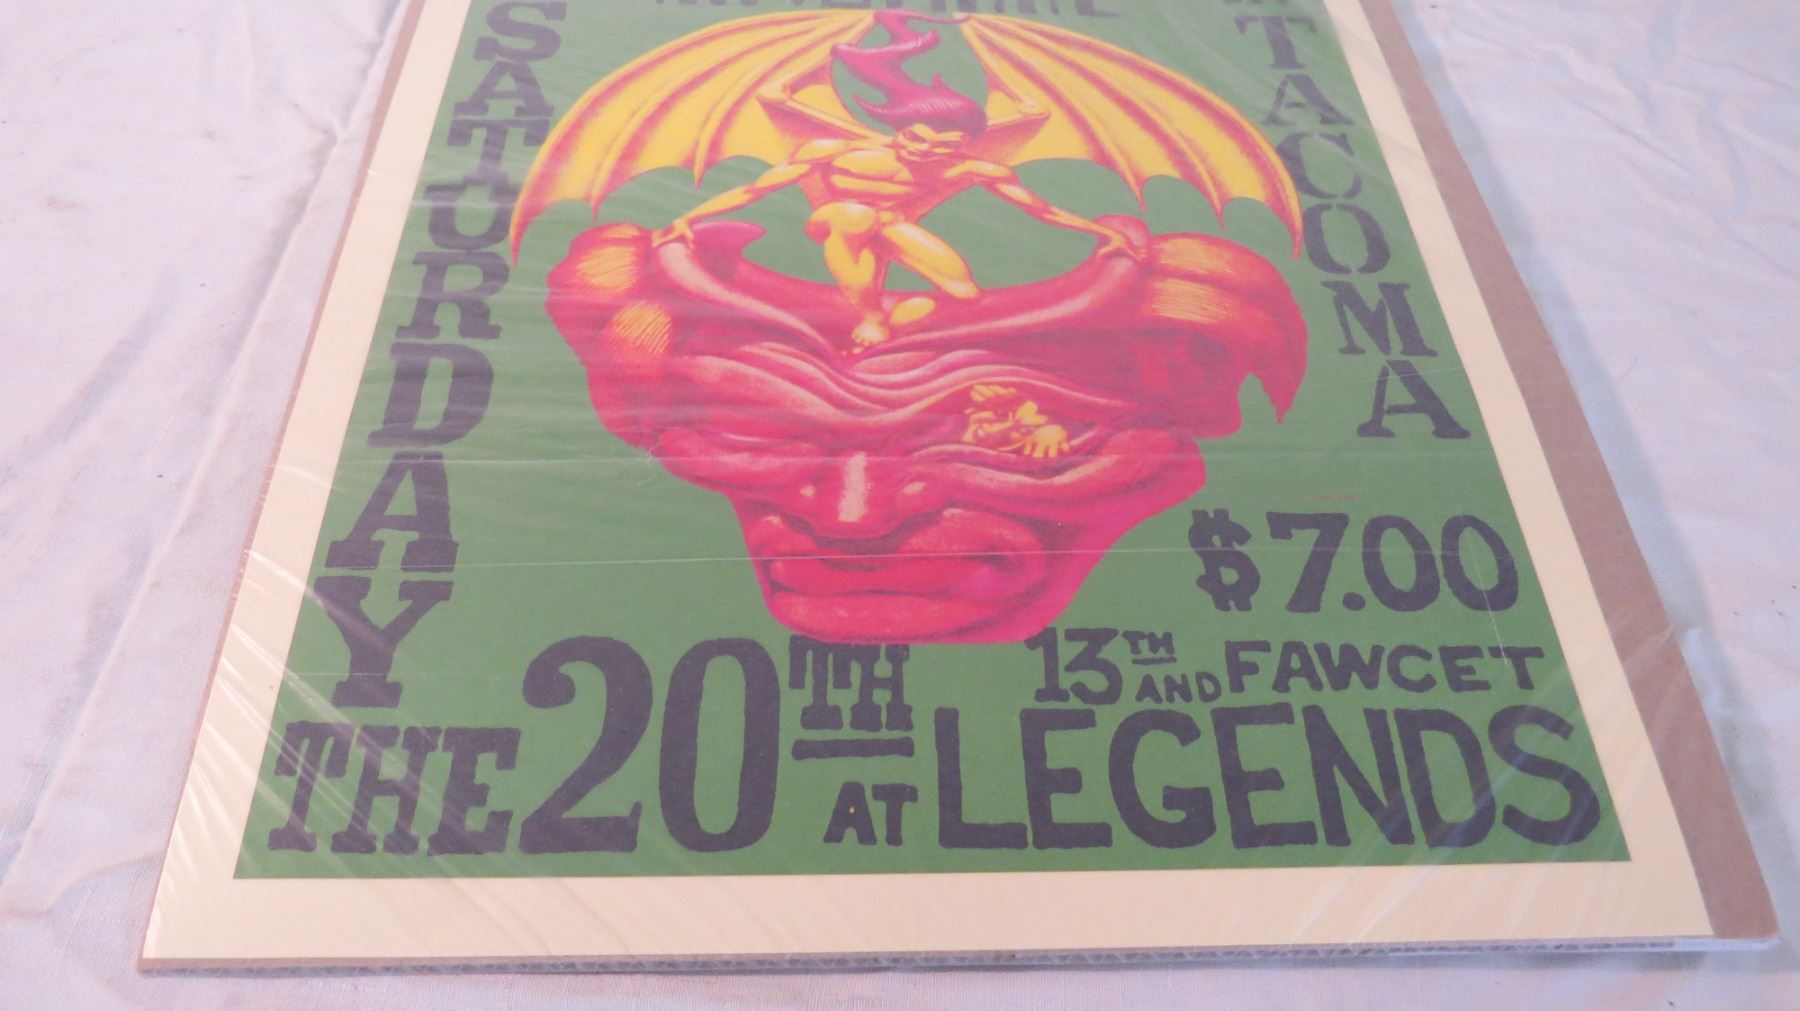 SATURDAY
TACOMA
$7.00
THE 20TH
AT LEGENDS
13TH AND FAWCET